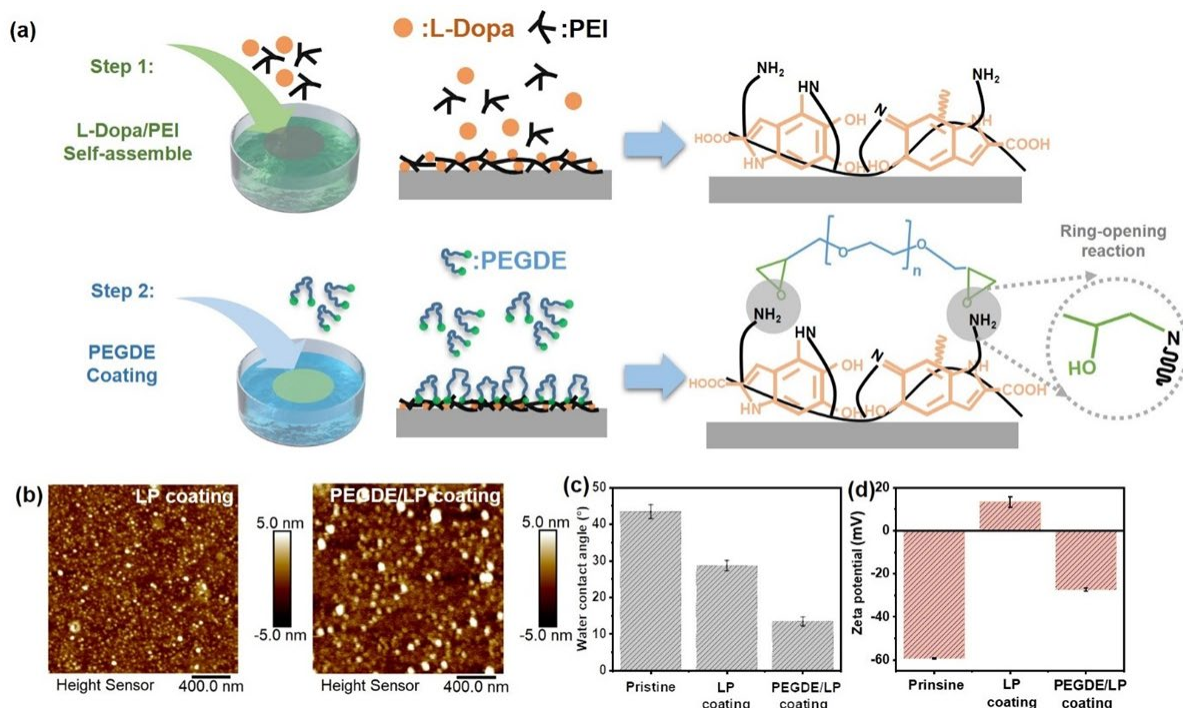 (a)
Step 1:
L-Dopa/PEI
Self-assemble
:L-Dopa
:PEI
NH2
HN
N
NH2
HOOC
OH
OH
HN
HO
NH
COOH
Step 2:
PEGDE
Coating
:PEGDE
O
O
n
O
O
Ring-opening
reaction
NH2
HN
N
NH2
HOOC
OH
OH
HN
HO
NH
COOH
HO
N
(b)
LP coating
5.0 nm
-5.0 nm
Height Sensor
400.0 nm
PEGDE/LP coating
5.0 nm
-5.0 nm
Height Sensor
400.0 nm
(c)
Water contact angle (°)
50
40
30
20
10
0
Pristine
LP
coating
PEGDE/LP
coating
(d)
Zeta potential (mV)
20
0
-20
-40
-60
Prinsine
LP
coating
PEGDE/LP
coating